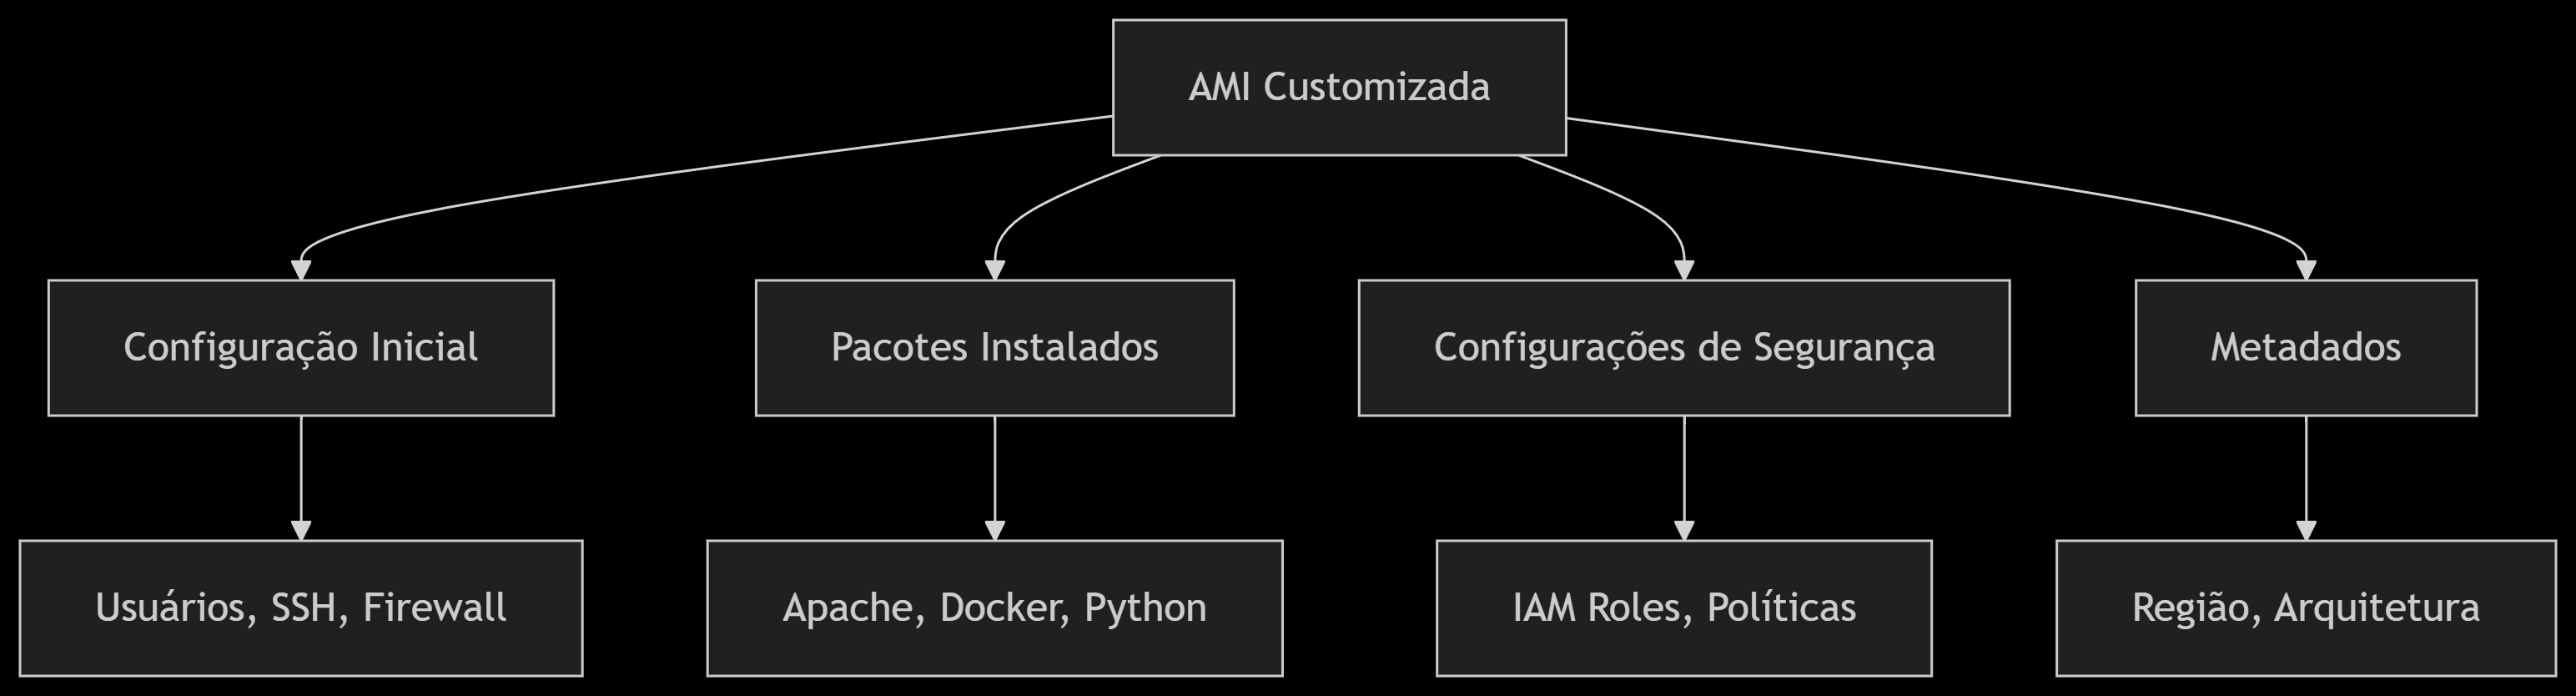 AMI Customizada
Configuração Inicial
Pacotes Instalados
Configurações de Segurança
Metadados
Usuários, SSH, Firewall
Apache, Docker, Python
IAM Roles, Políticas
Região, Arquitetura